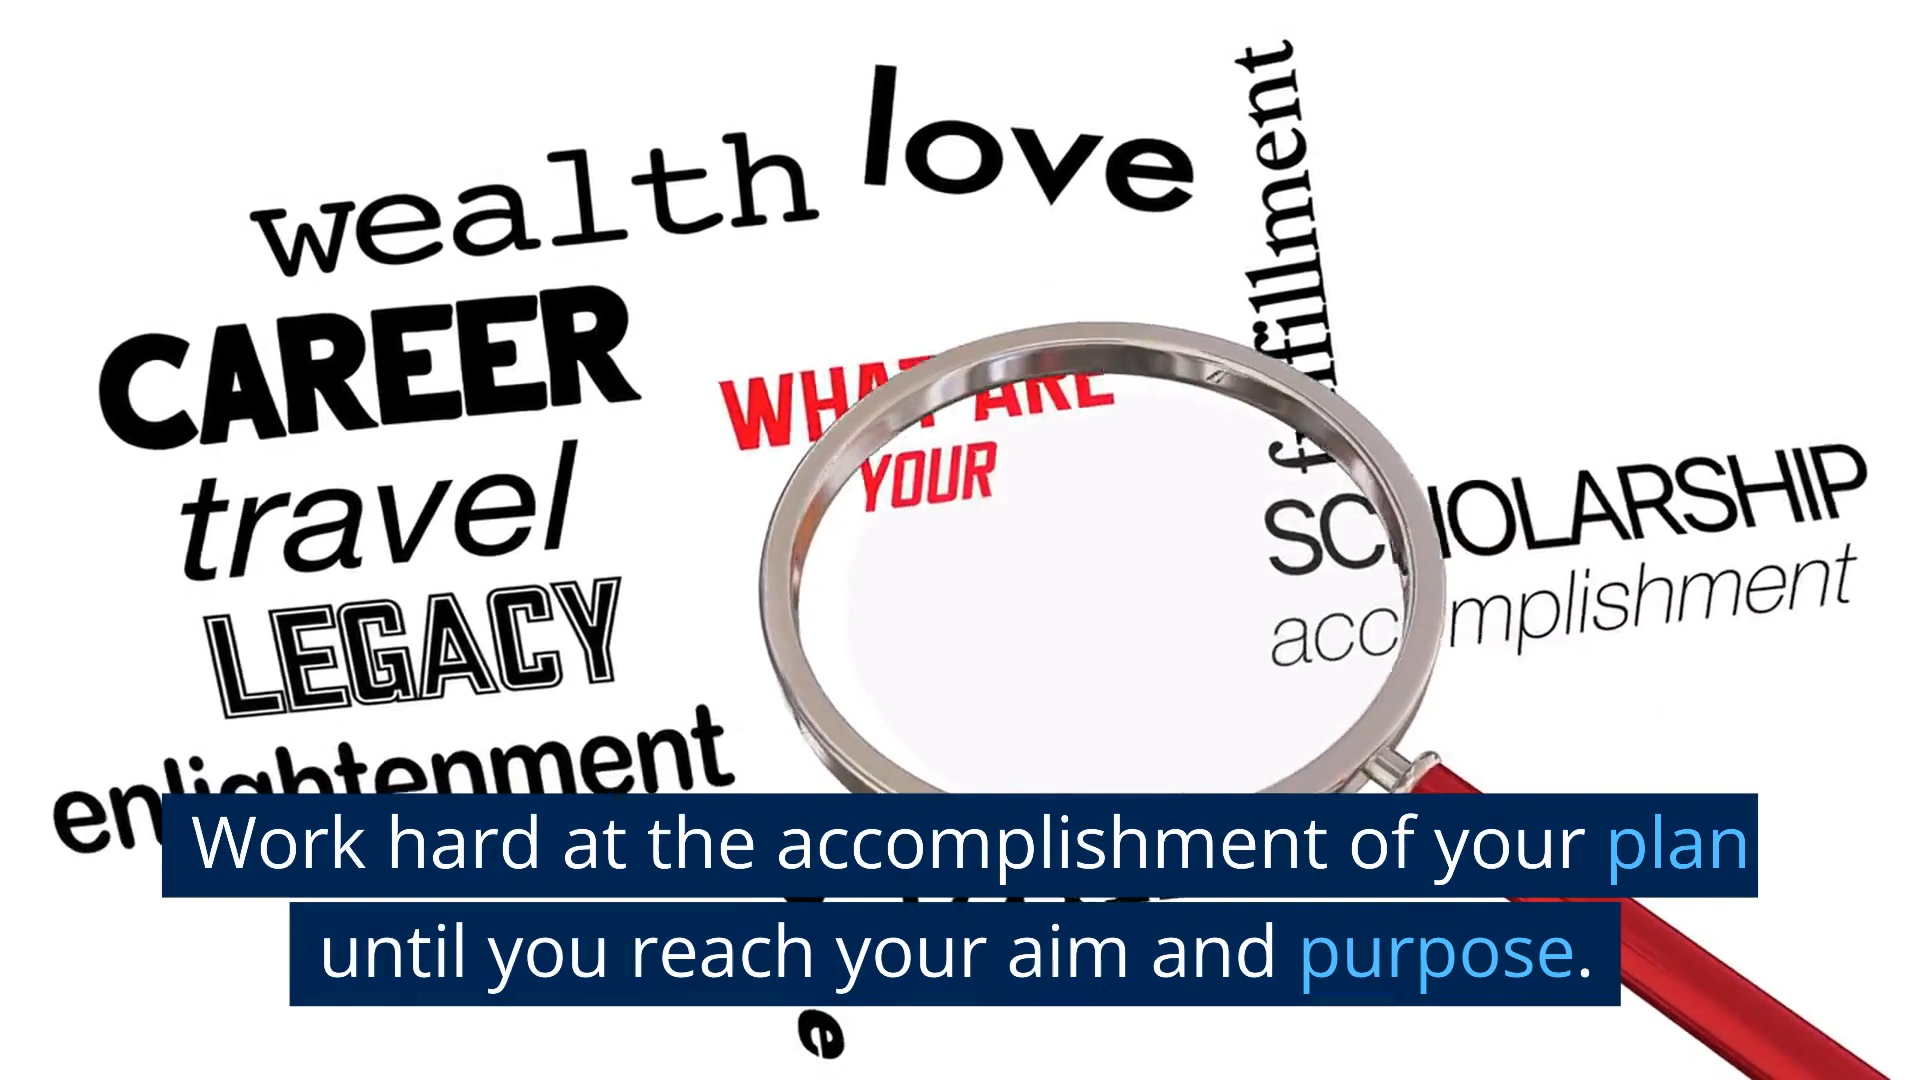 wealth
love
fulfillment
CAREER
WHAT ARE
YOUR
travel
SCHOLARSHIP
accomplishment
LEGACY
enlightenment
Work hard at the accomplishment of your plan
until you reach your aim and purpose.